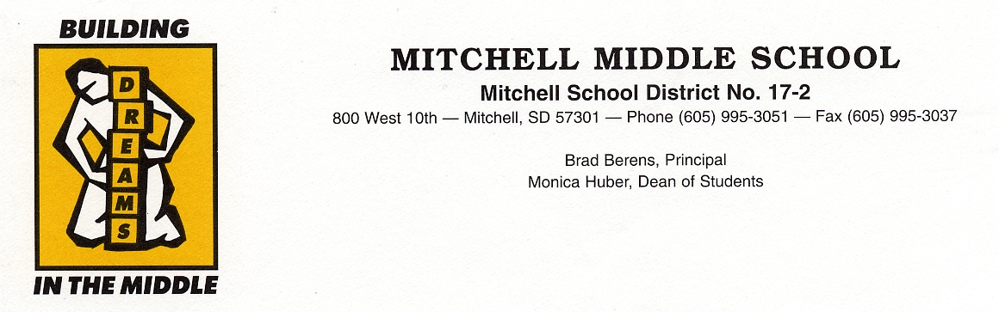 BUILDING
D
R
E
A
M
S
IN THE MIDDLE
MITCHELL MIDDLE SCHOOL
Mitchell School District No. 17-2
800 West 10th — Mitchell, SD 57301 — Phone (605) 995-3051 — Fax (605) 995-3037
Brad Berens, Principal
Monica Huber, Dean of Students